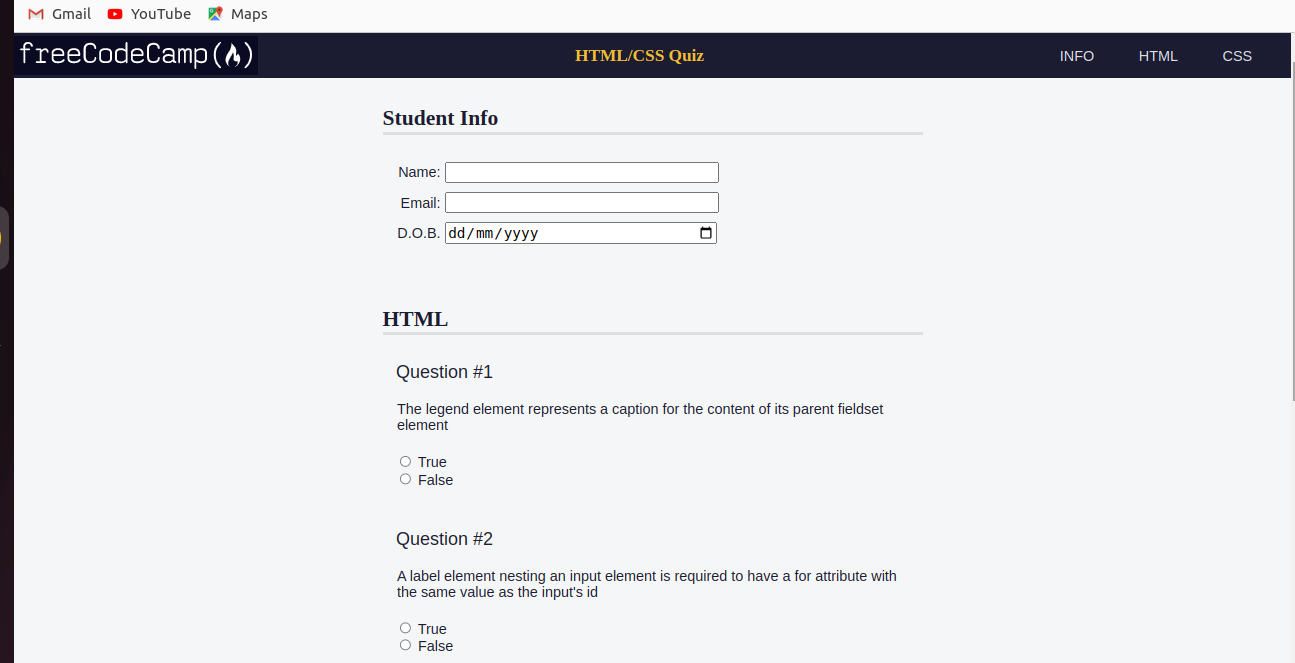 Gmail YouTube Maps
freeCodeCamp HTML/CSS Quiz INFO HTML CSS
Student Info
Name:
Email:
D.O.B. dd/mm/yyyy
HTML
Question #1
The legend element represents a caption for the content of its parent fieldset
element
True
False
Question #2
A label element nesting an input element is required to have a for attribute with
the same value as the input's id
True
False